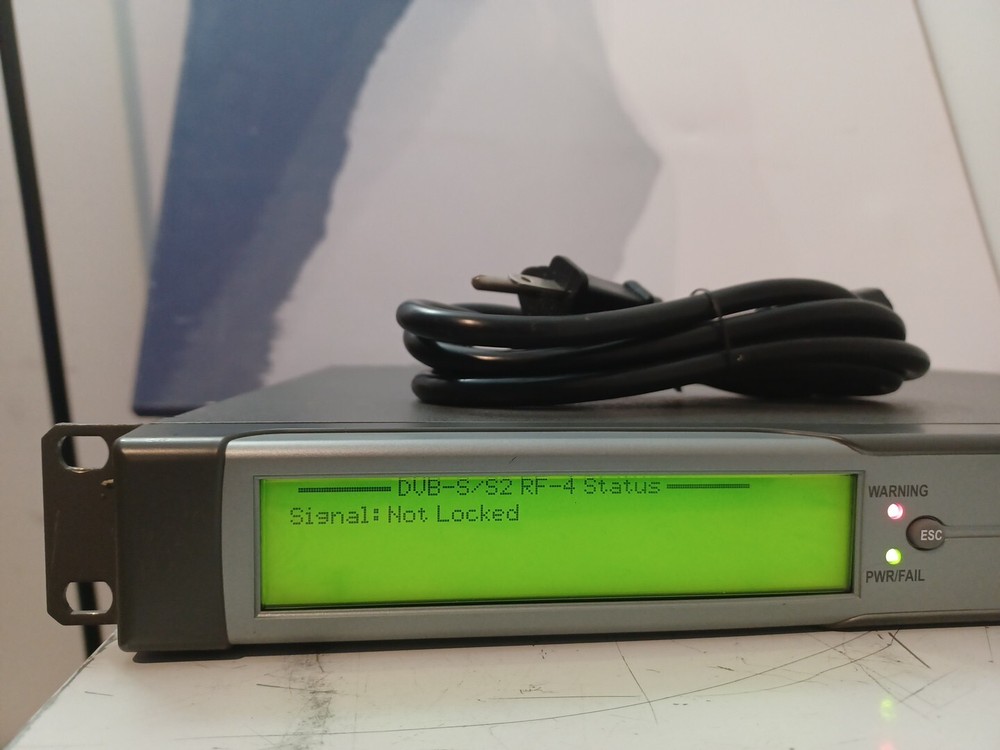 DVB-S/S2 RF-4 Status
Signal: Not Locked
WARNING
ESC
PWR/FAIL